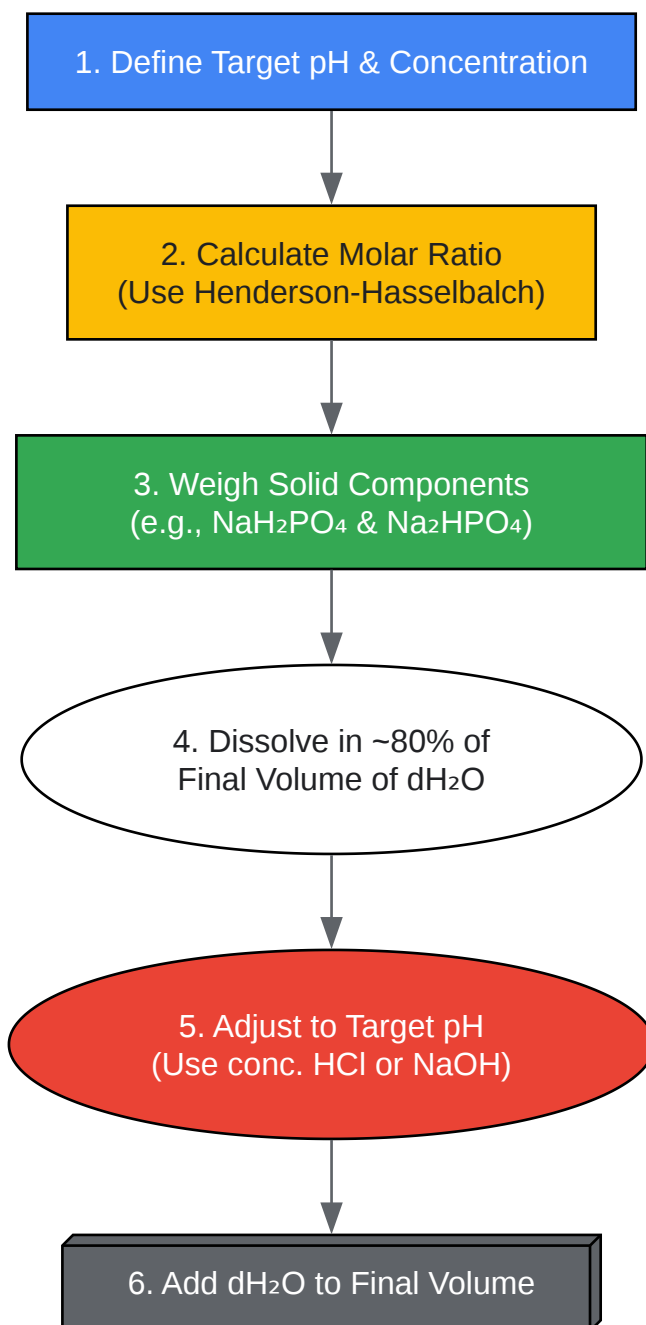 1. Define Target pH & Concentration
2. Calculate Molar Ratio
(Use Henderson-Hasselbalch)
3. Weigh Solid Components
(e.g., NaH₂PO₄ & Na₂HPO₄)
4. Dissolve in ~80% of
Final Volume of dH₂O
5. Adjust to Target pH
(Use conc. HCl or NaOH)
6. Add dH₂O to Final Volume